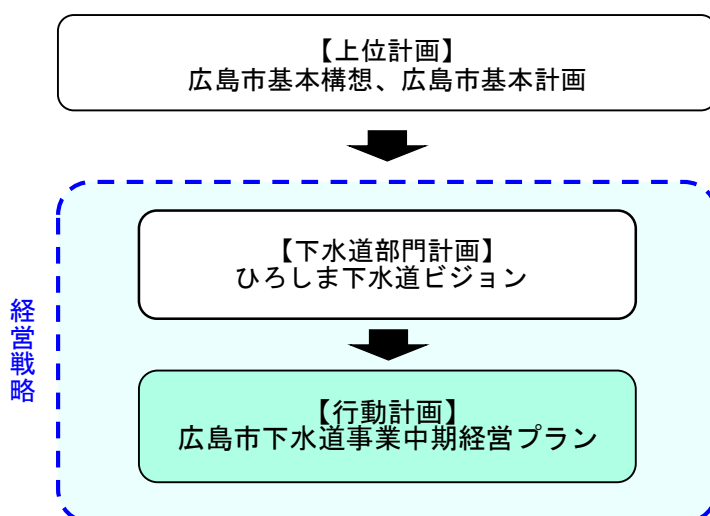 【上位計画】
広島市基本構想、広島市基本計画
【下水道部門計画】
ひろしま下水道ビジョン
経営戦略
【行動計画】
広島市下水道事業中期経営プラン